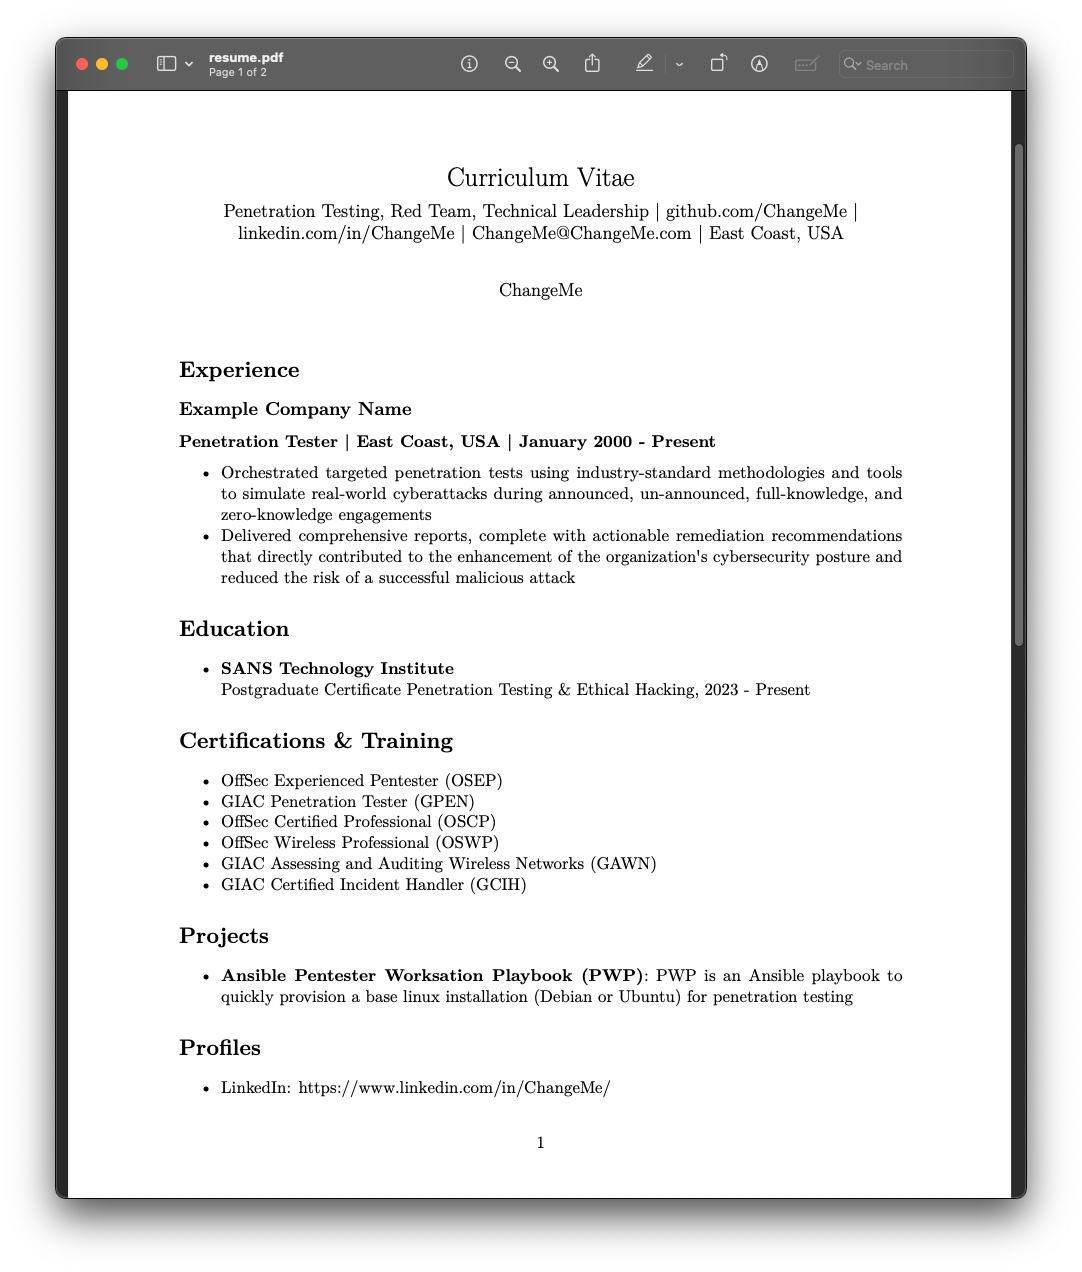 resume.pdf
Page 1 of 2
Search
Curriculum Vitae
Penetration Testing, Red Team, Technical Leadership | github.com/ChangeMe |
linkedin.com/in/ChangeMe | ChangeMe@ChangeMe.com | East Coast, USA
ChangeMe
Experience
Example Company Name
Penetration Tester | East Coast, USA | January 2000 - Present
• Orchestrated targeted penetration tests using industry-standard methodologies and tools
to simulate real-world cyberattacks during announced, un-announced, full-knowledge, and
zero-knowledge engagements
• Delivered comprehensive reports, complete with actionable remediation recommendations
that directly contributed to the enhancement of the organization's cybersecurity posture and
reduced the risk of a successful malicious attack
Education
• SANS Technology Institute
Postgraduate Certificate Penetration Testing & Ethical Hacking, 2023 - Present
Certifications & Training
• OffSec Experienced Pentester (OSEP)
• GIAC Penetration Tester (GPEN)
• OffSec Certified Professional (OSCP)
• OffSec Wireless Professional (OSWP)
• GIAC Assessing and Auditing Wireless Networks (GAWN)
• GIAC Certified Incident Handler (GCIH)
Projects
• Ansible Pentester Worksation Playbook (PWP): PWP is an Ansible playbook to
quickly provision a base linux installation (Debian or Ubuntu) for penetration testing
Profiles
• LinkedIn: https://www.linkedin.com/in/ChangeMe/
1